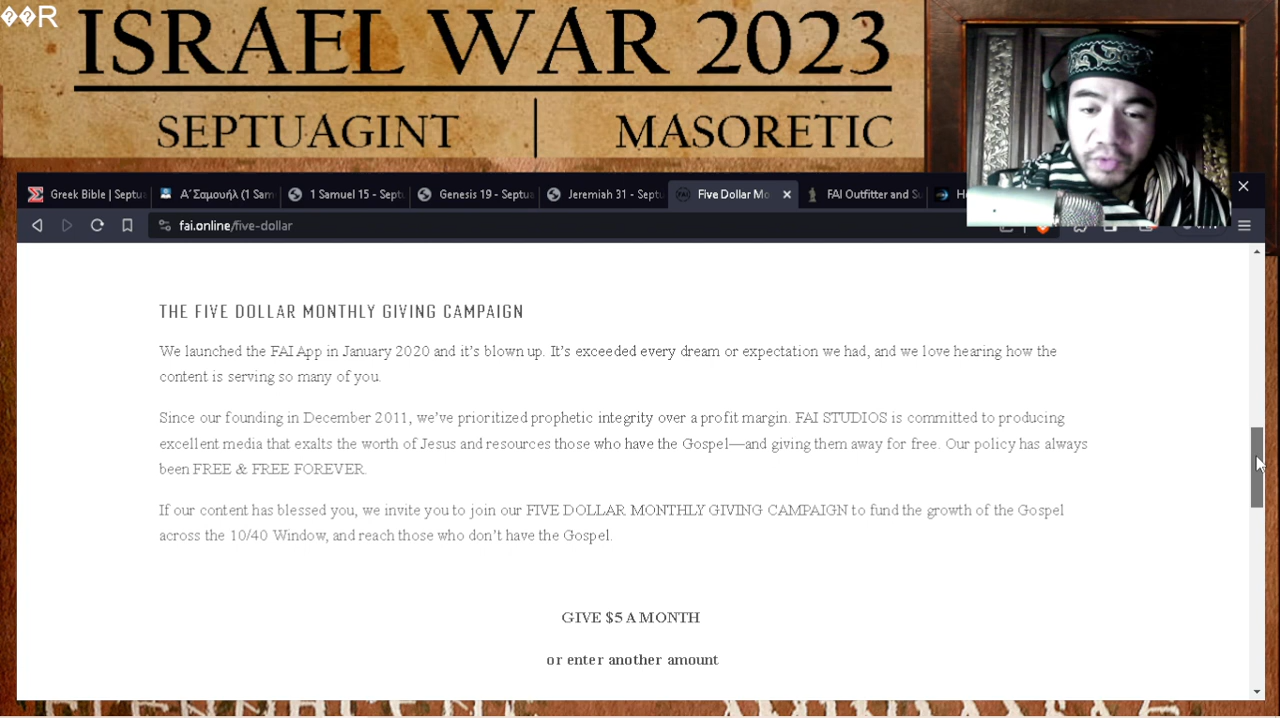 R
ISRAEL WAR 2023
SEPTUAGINT | MASORETIC
Greek Bible | Septu
Α΄Σαμουήλ (1 Sam
1 Samuel 15 - Sept
Genesis 19 - Septua
Jeremiah 31 - Septu
Five Dollar Mo
FAI Outfitter and Su
fai.online/five-dollar
THE FIVE DOLLAR MONTHLY GIVING CAMPAIGN
We launched the FAI App in January 2020 and it’s blown up. It’s exceeded every dream or expectation we had, and we love hearing how the
content is serving so many of you.
Since our founding in December 2011, we’ve prioritized prophetic integrity over a profit margin. FAI STUDIOS is committed to producing
excellent media that exalts the worth of Jesus and resources those who have the Gospel—and giving them away for free. Our policy has always
been FREE & FREE FOREVER.
If our content has blessed you, we invite you to join our FIVE DOLLAR MONTHLY GIVING CAMPAIGN to fund the growth of the Gospel
across the 10/40 Window, and reach those who don’t have the Gospel.
GIVE $5 A MONTH
or enter another amount